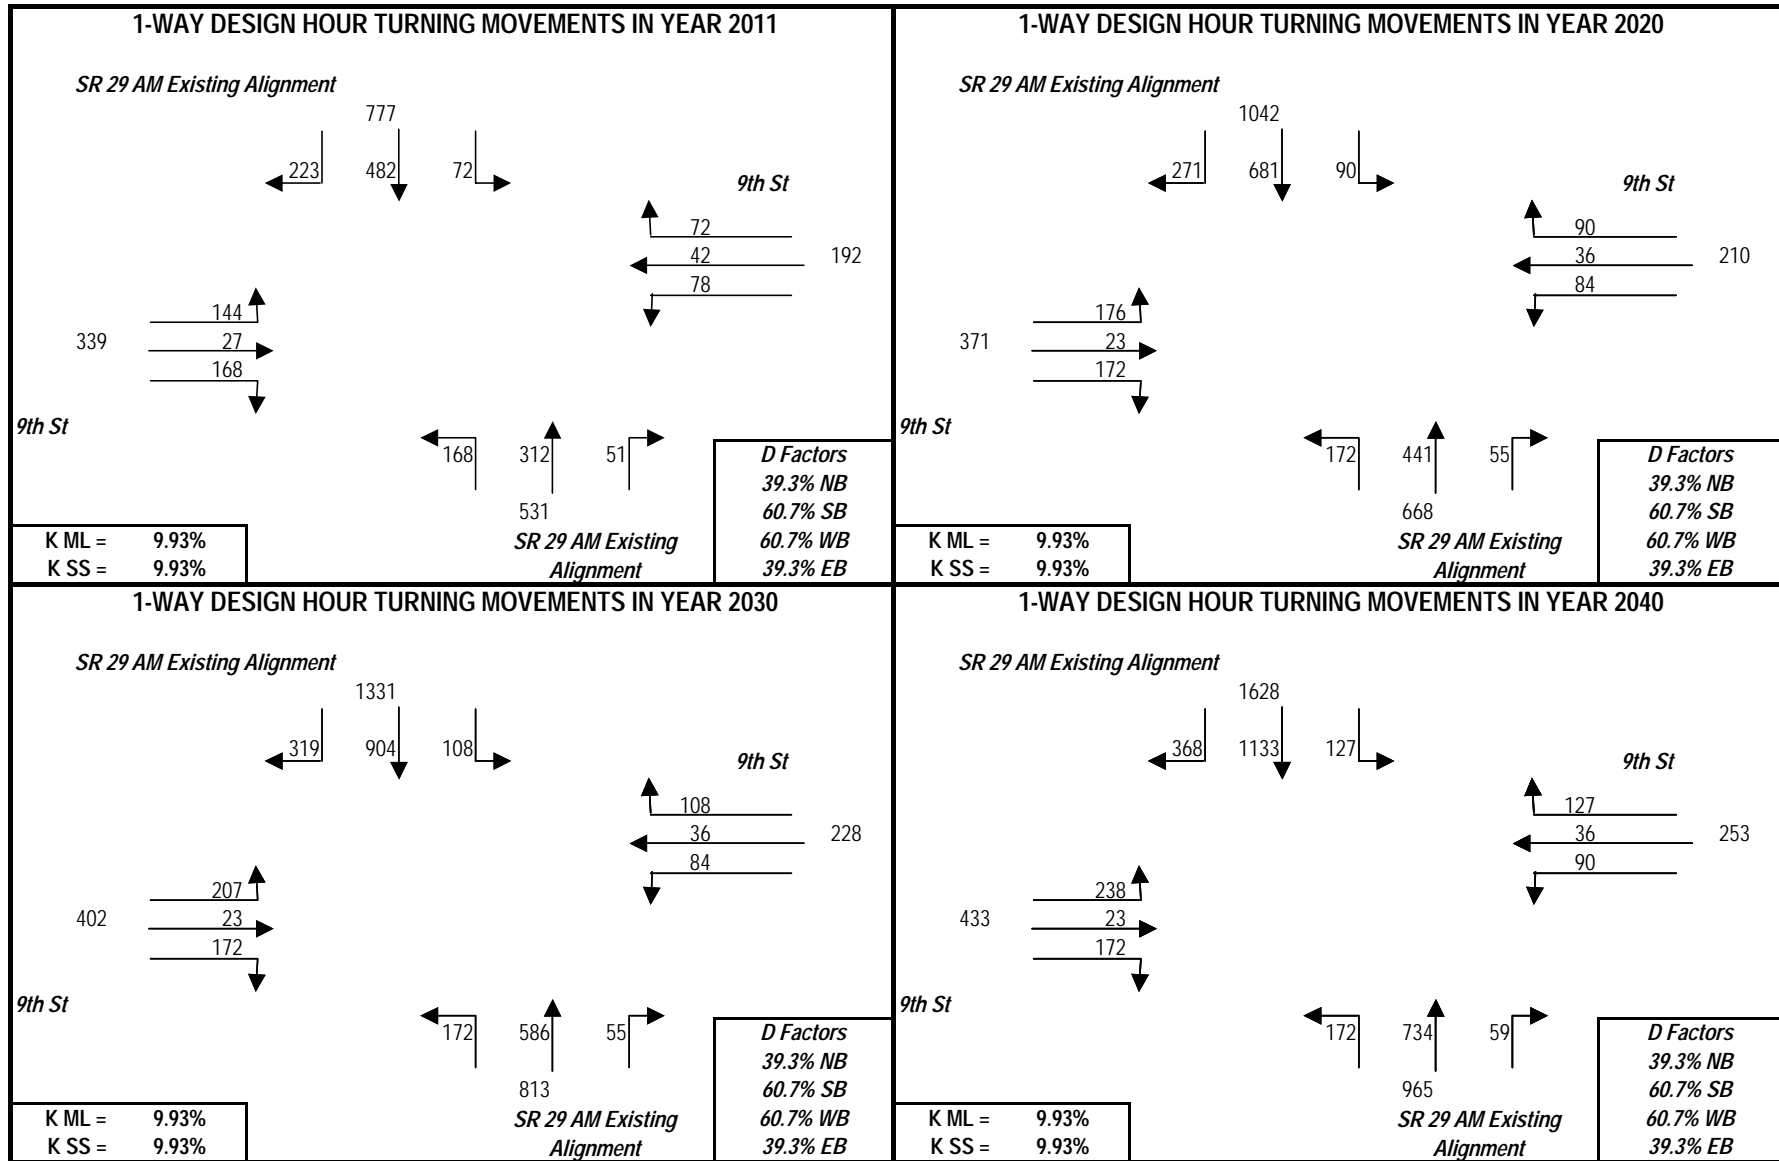 1-WAY DESIGN HOUR TURNING MOVEMENTS IN YEAR 2011
SR 29 AM Existing Alignment
777
223 482 72
9th St
72
42 192
78
144
339 27
168
9th St
168 312 51
531
SR 29 AM Existing
Alignment
K ML = 9.93%
K SS = 9.93%
D Factors
39.3% NB
60.7% SB
60.7% WB
39.3% EB
1-WAY DESIGN HOUR TURNING MOVEMENTS IN YEAR 2020
SR 29 AM Existing Alignment
1042
271 681 90
9th St
90
36 210
84
176
371 23
172
9th St
172 441 55
668
SR 29 AM Existing
Alignment
K ML = 9.93%
K SS = 9.93%
D Factors
39.3% NB
60.7% SB
60.7% WB
39.3% EB
1-WAY DESIGN HOUR TURNING MOVEMENTS IN YEAR 2030
SR 29 AM Existing Alignment
1331
319 904 108
9th St
108
36 228
84
207
402 23
172
9th St
172 586 55
813
SR 29 AM Existing
Alignment
K ML = 9.93%
K SS = 9.93%
D Factors
39.3% NB
60.7% SB
60.7% WB
39.3% EB
1-WAY DESIGN HOUR TURNING MOVEMENTS IN YEAR 2040
SR 29 AM Existing Alignment
1628
368 1133 127
9th St
127
36 253
90
238
433 23
172
9th St
172 734 59
965
SR 29 AM Existing
Alignment
K ML = 9.93%
K SS = 9.93%
D Factors
39.3% NB
60.7% SB
60.7% WB
39.3% EB